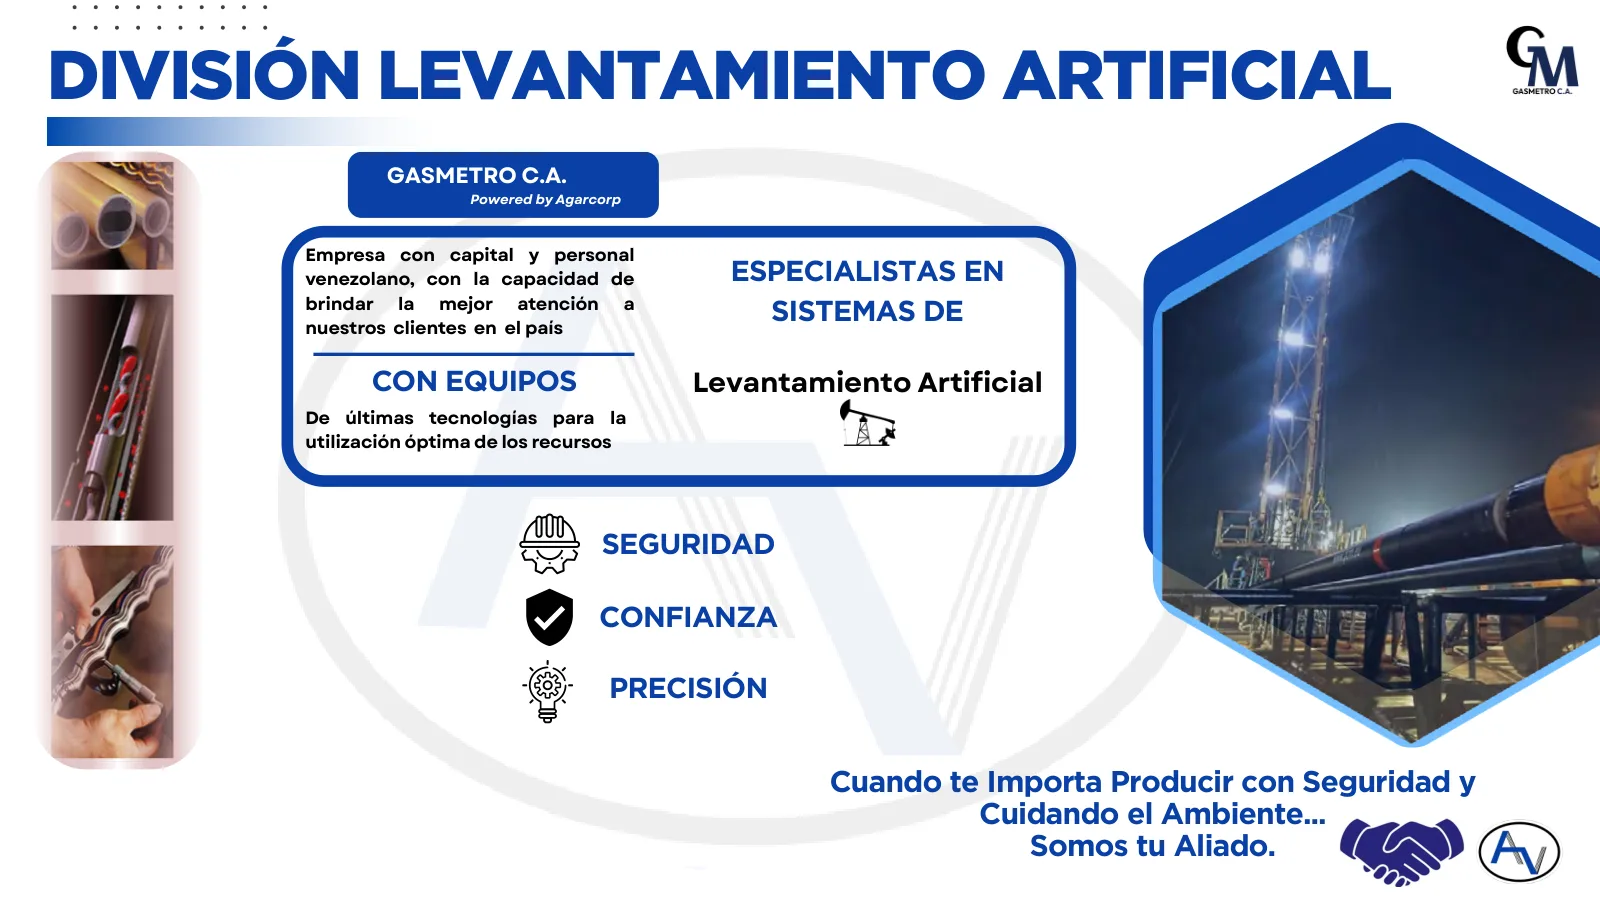 DIVISIÓN LEVANTAMIENTO ARTIFICIAL
GM
GASMETRO C.A.
GASMETRO C.A.
Powered by Agarcorp
Empresa con capital y personal
venezolano, con la capacidad de
brindar la mejor atención a
nuestros clientes en el país
CON EQUIPOS
De últimas tecnologías para la
utilización óptima de los recursos
ESPECIALISTAS EN
SISTEMAS DE
Levantamiento Artificial
SEGURIDAD
CONFIANZA
PRECISIÓN
Cuando te Importa Producir con Seguridad y
Cuidando el Ambiente...
Somos tu Aliado.
AV